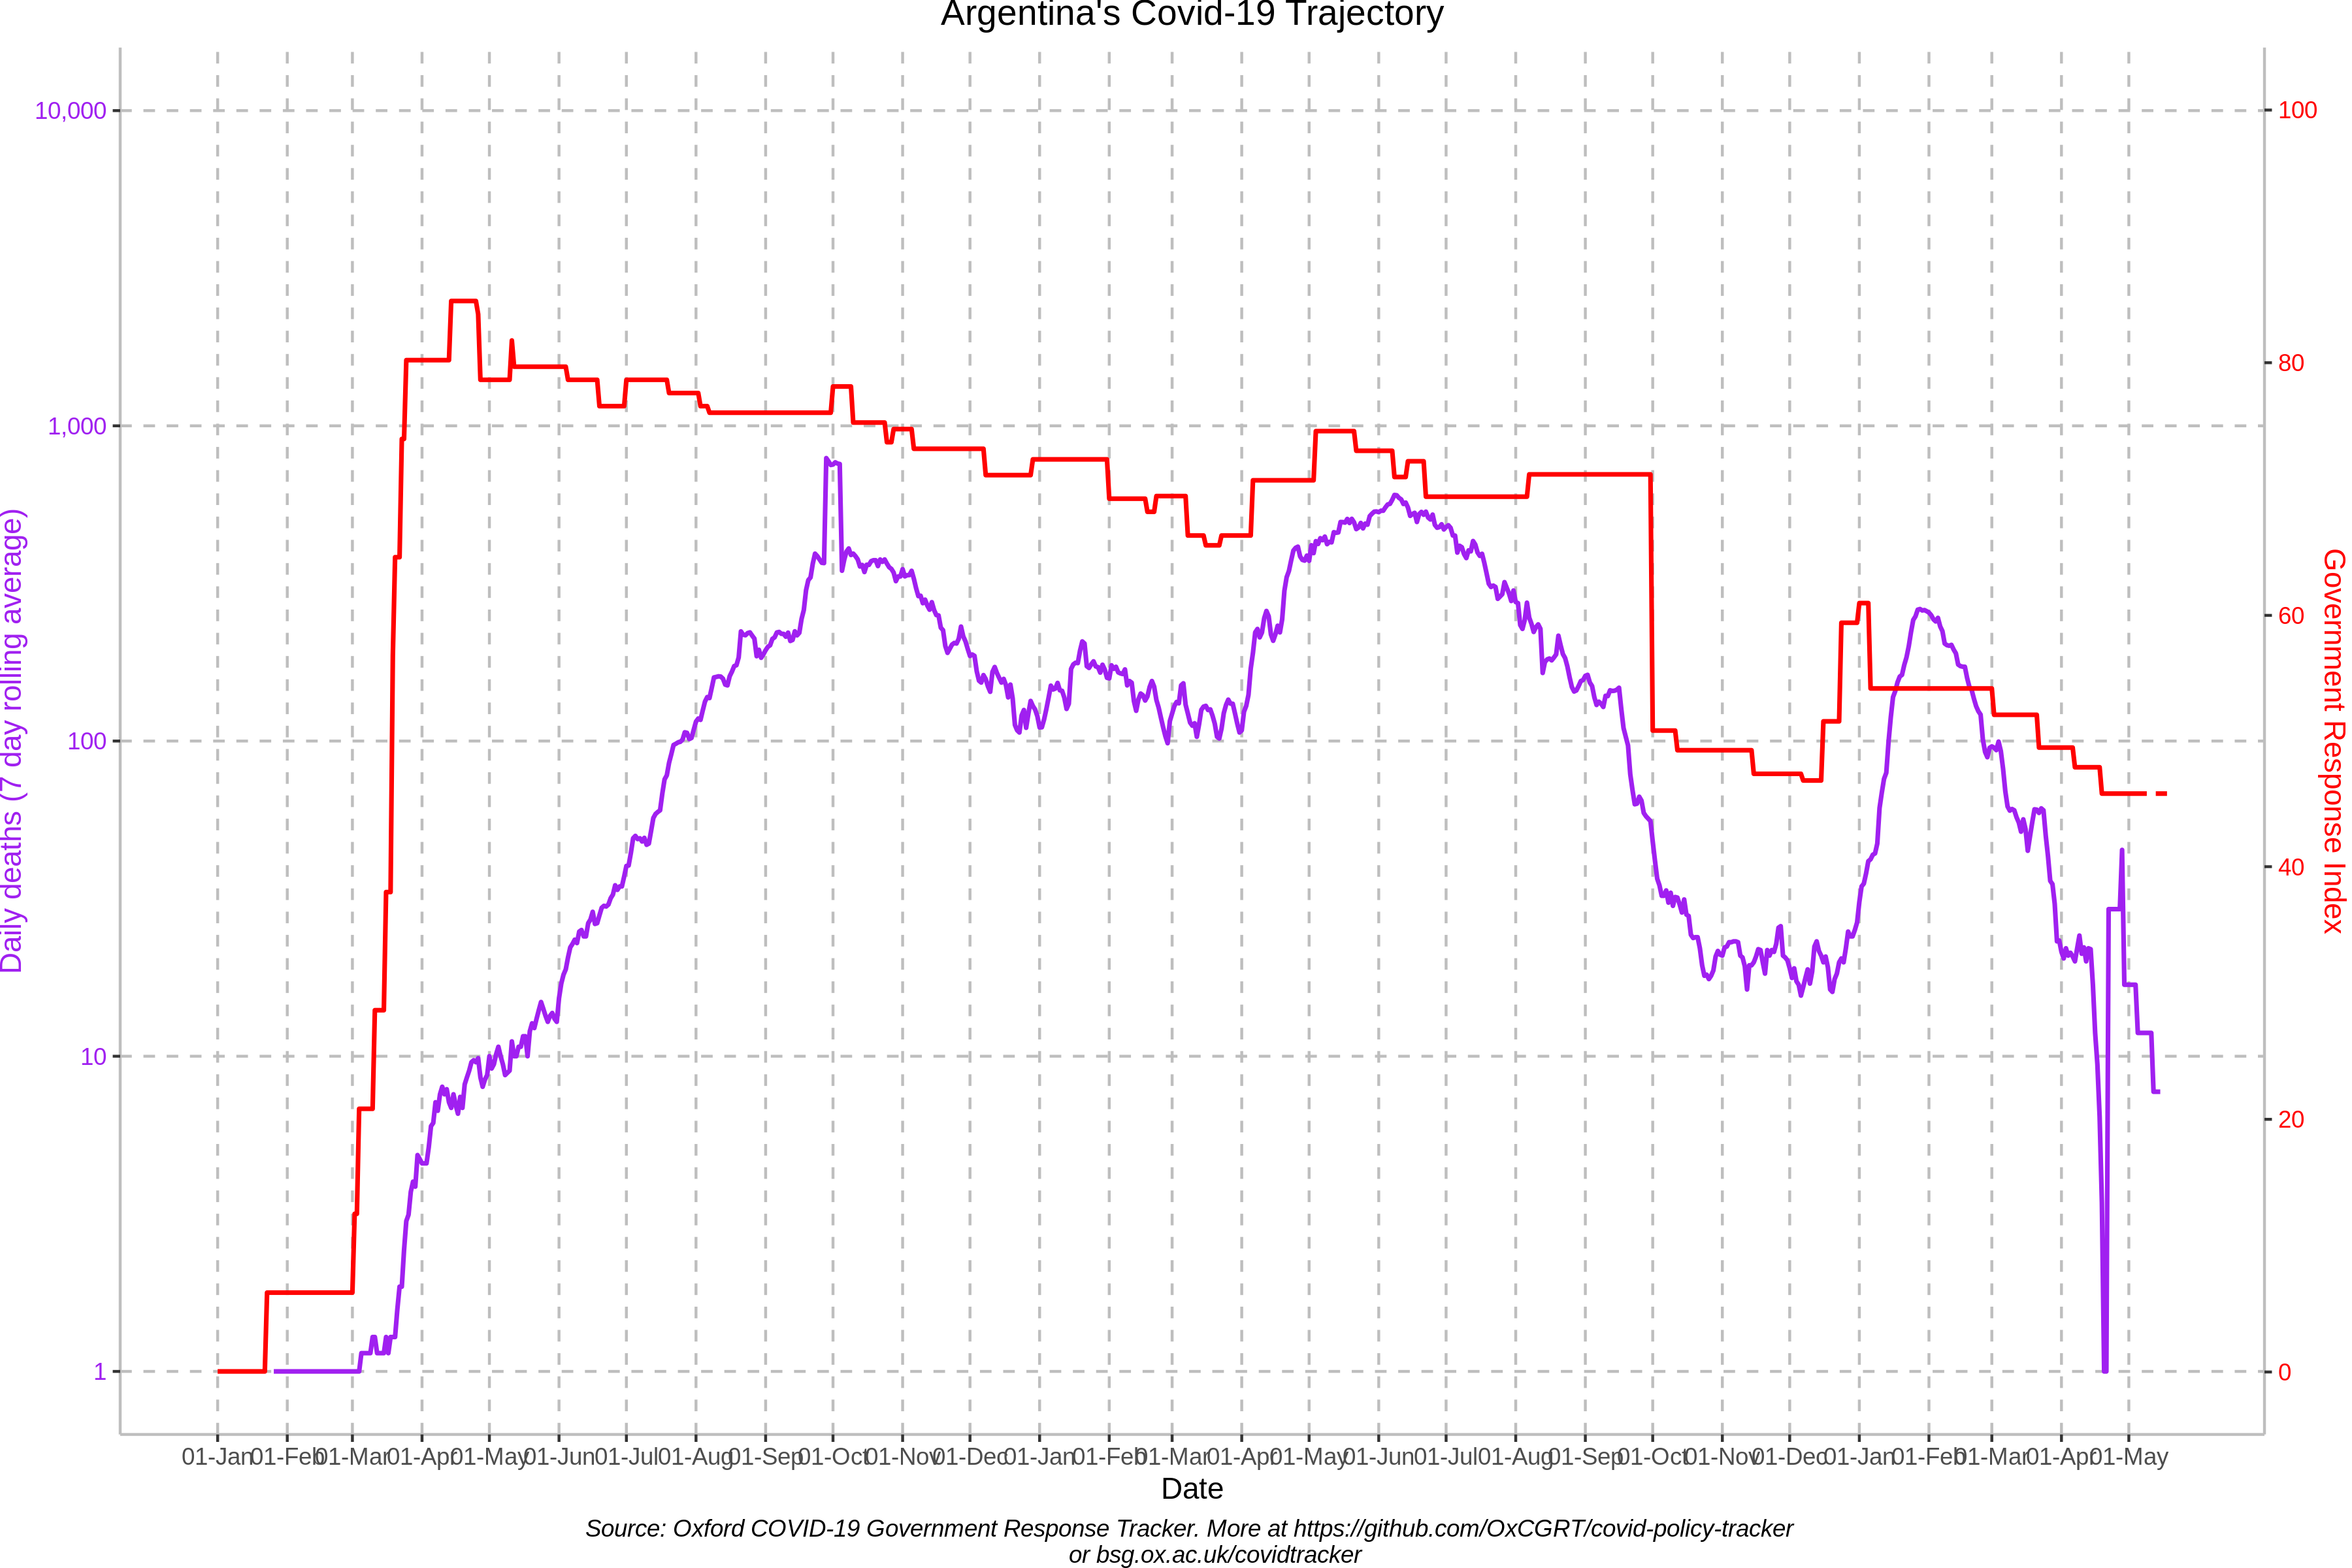 Argentina's Covid-19 Trajectory
Daily deaths (7 day rolling average)
10,000
1,000
100
10
1
100
80
60
40
20
0
Government Response Index
01-Jan 01-Feb 01-Mar 01-Apr 01-May 01-Jun 01-Jul 01-Aug 01-Sep 01-Oct 01-Nov 01-Dec 01-Jan 01-Feb 01-Mar 01-Apr 01-May 01-Jun 01-Jul 01-Aug 01-Sep 01-Oct 01-Nov 01-Dec 01-Jan 01-Feb 01-Mar 01-Apr 01-May
Date
Source: Oxford COVID-19 Government Response Tracker. More at https://github.com/OxCGRT/covid-policy-tracker
or bsg.ox.ac.uk/covidtracker